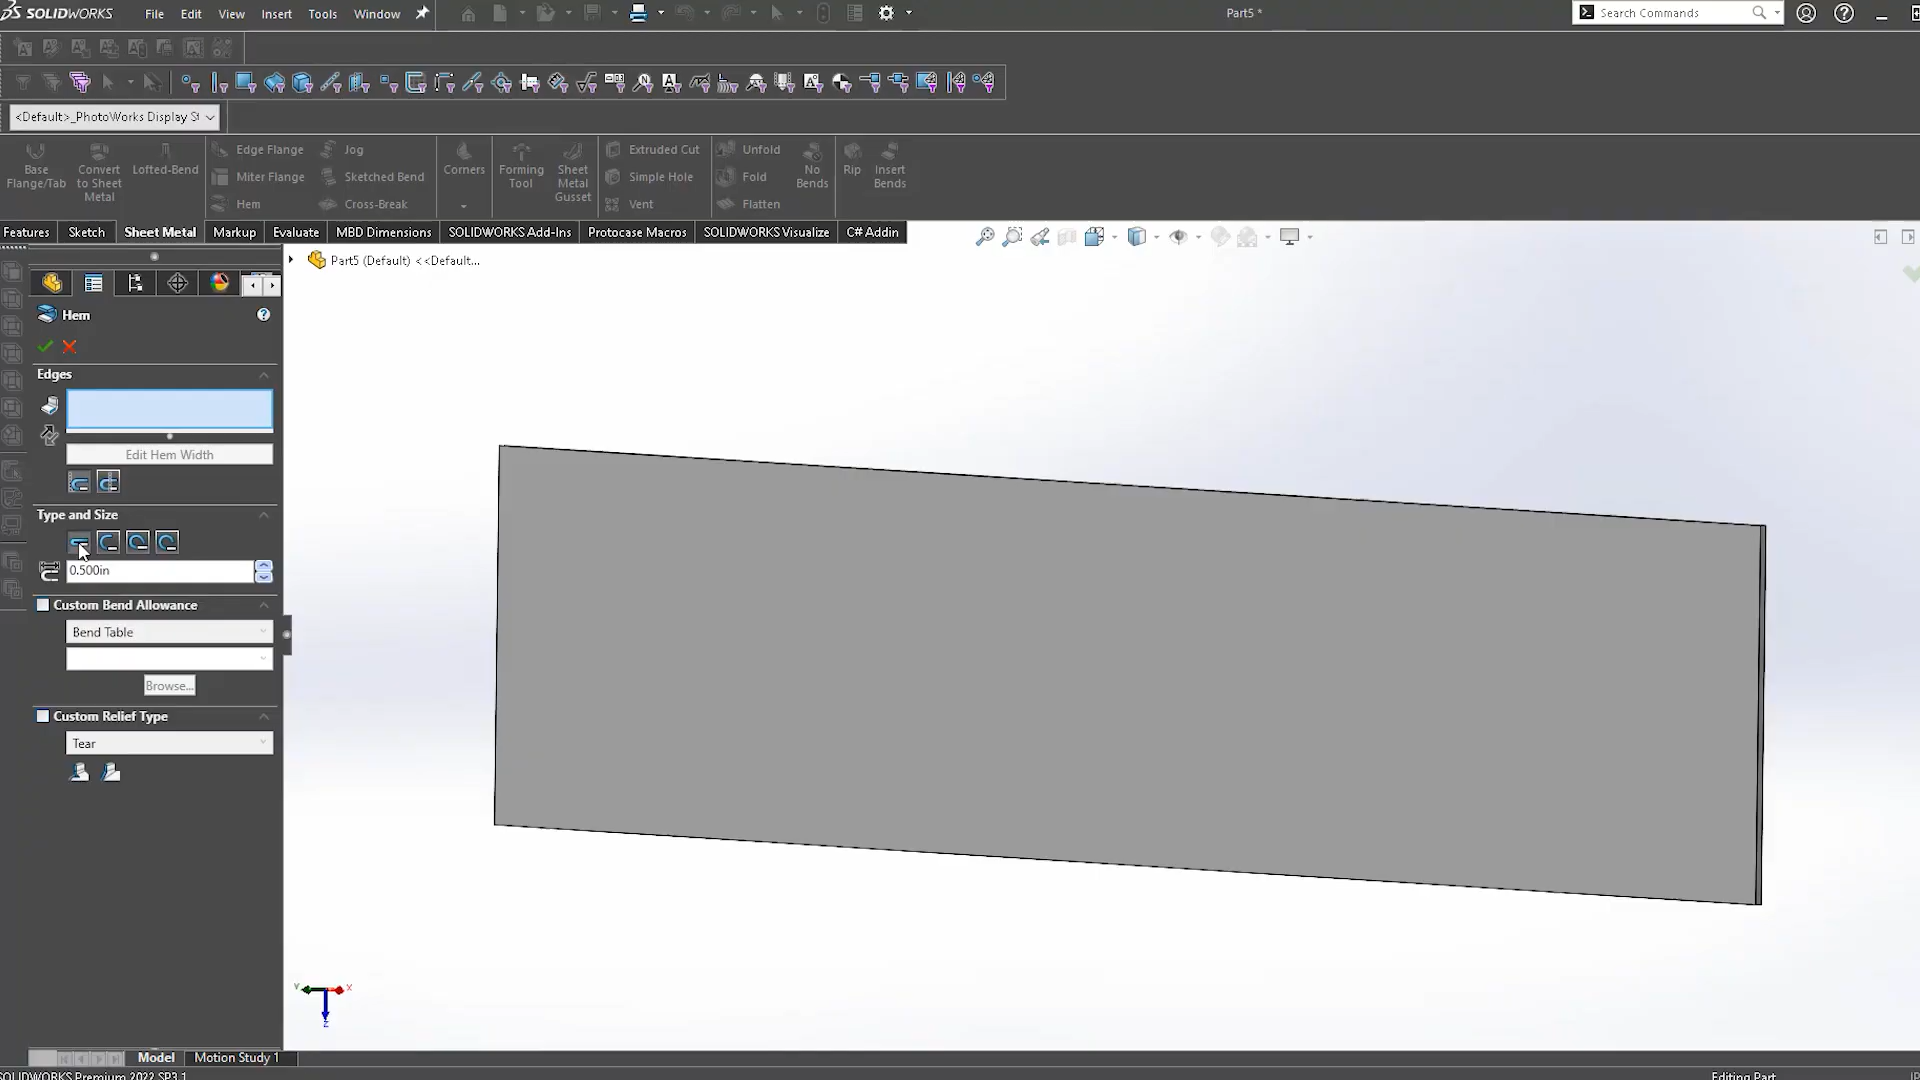 SOLIDWORKS File Edit View Insert Tools Window Part5 * Search Commands
<Default>_PhotoWorks Display St
Base Flange/Tab
Convert to Sheet Metal
Lofted-Bend
Edge Flange
Miter Flange
Hem
Jog
Sketched Bend
Cross-Break
Corners
Forming Tool
Sheet Metal Gusset
Extruded Cut
Simple Hole
Vent
Unfold
Fold
Flatten
No Bends
Rip
Insert Bends
Features Sketch Sheet Metal Markup Evaluate MBD Dimensions SOLIDWORKS Add-Ins Protocase Macros SOLIDWORKS Visualize C# Addin
Part5 (Default) <<Default...
Hem
Edges
Edit Hem Width
Type and Size
0.500in
Custom Bend Allowance
Bend Table
Browse...
Custom Relief Type
Tear
Y X
Z
Model Motion Study 1
SOLIDWORKS Premium 2022 SP3.1 Editing Part